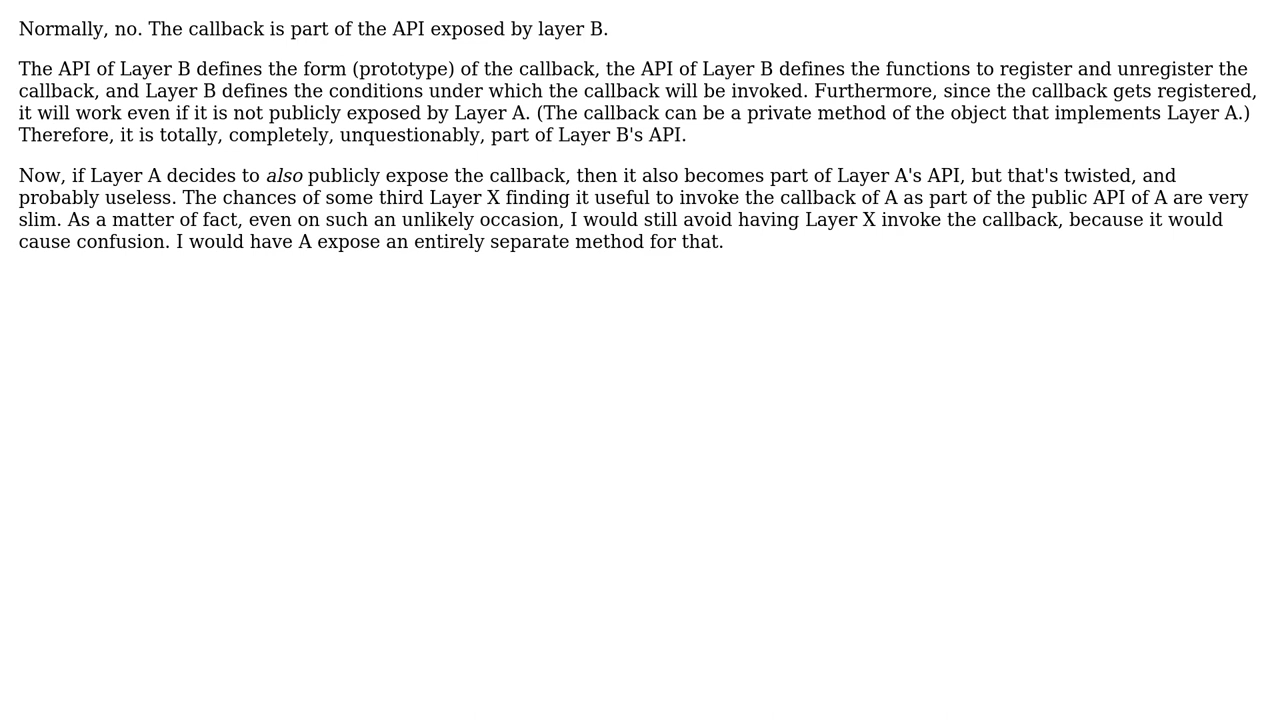 Normally, no. The callback is part of the API exposed by layer B.
The API of Layer B defines the form (prototype) of the callback, the API of Layer B defines the functions to register and unregister the
callback, and Layer B defines the conditions under which the callback will be invoked. Furthermore, since the callback gets registered,
it will work even if it is not publicly exposed by Layer A. (The callback can be a private method of the object that implements Layer A.)
Therefore, it is totally, completely, unquestionably, part of Layer B's API.
Now, if Layer A decides to also publicly expose the callback, then it also becomes part of Layer A's API, but that's twisted, and
probably useless. The chances of some third Layer X finding it useful to invoke the callback of A as part of the public API of A are very
slim. As a matter of fact, even on such an unlikely occasion, I would still avoid having Layer X invoke the callback, because it would
cause confusion. I would have A expose an entirely separate method for that.